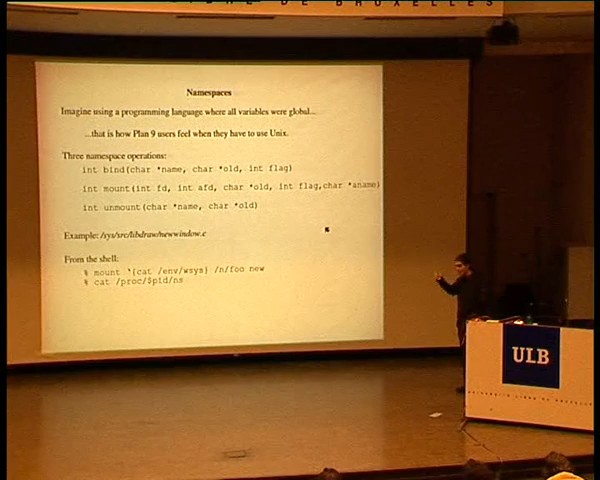 DE BRUXELLES
Namespaces
Imagine using a programming language where all variables were global...
...that is how Plan 9 users feel when they have to use Unix.
Three namespace operations:
int bind(char *name, char *old, int flag)
int mount(int fd, int afd, char *old, int flag,char *aname)
int unmount(char *name, char *old)
Example: /sys/src/libdraw/newwindow.c
From the shell:
% mount '{cat /env/wsys} /n/foo new
% cat /proc/$pid/ns
ULB